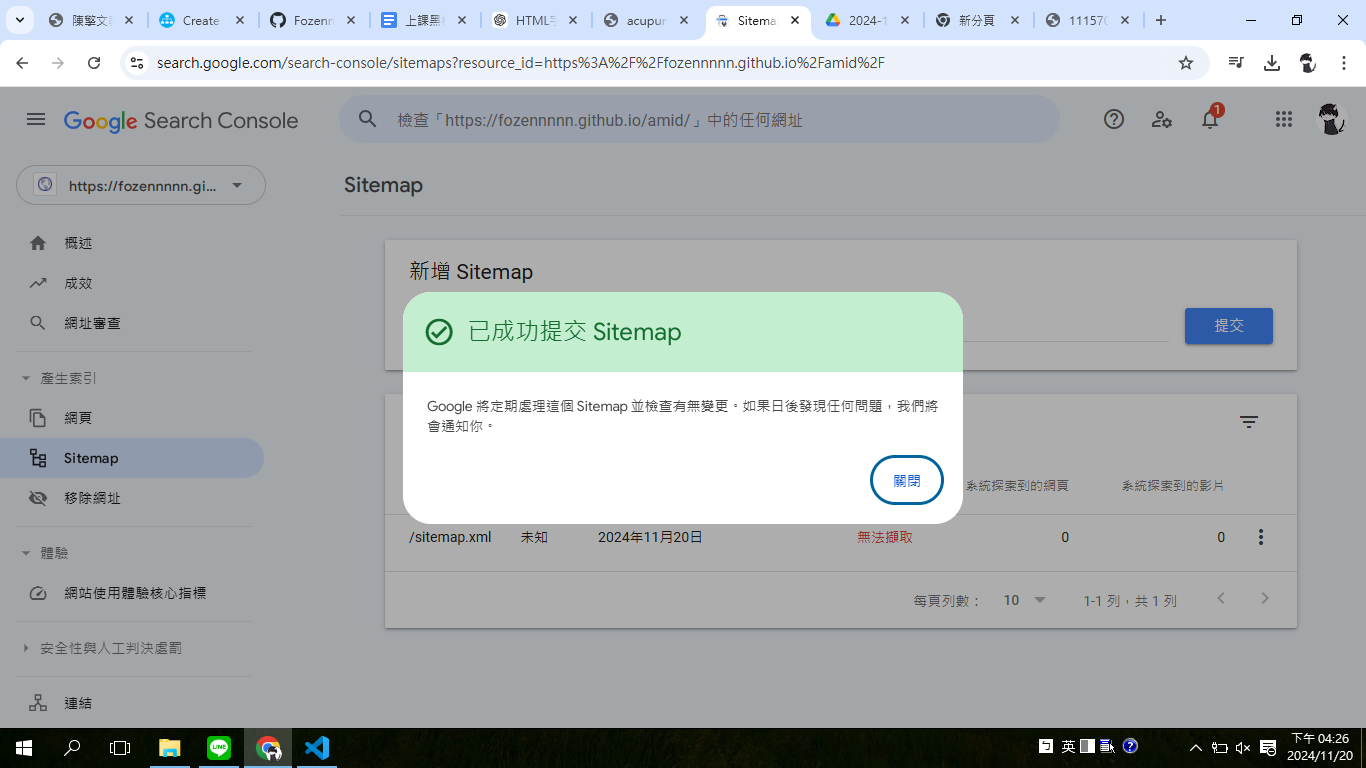 陳擎文
Create
Fozenn
上課黑
HTML
acupur
Sitema
2024-1
新分頁
11157
search.google.com/search-console/sitemaps?resource_id=https%3A%2F%2Ffozennnnn.github.io%2Famid%2F
Google Search Console
檢查「https://fozennnnn.github.io/amid/」中的任何網址
1
https://fozennnnn.gi...
Sitemap
概述
成效
網址審查
產生索引
網頁
Sitemap
移除網址
體驗
網站使用體驗核心指標
安全性與人工判決處罰
連結
新增 Sitemap
提交
已成功提交 Sitemap
Google 將定期處理這個 Sitemap 並檢查有無變更。如果日後發現任何問題，我們將
會通知你。
關閉
系統探索到的網頁 系統探索到的影片
/sitemap.xml 未知 2024年11月20日 無法擷取 0 0
每頁列數： 10 1-1 列，共 1 列
英
下午 04:26
2024/11/20